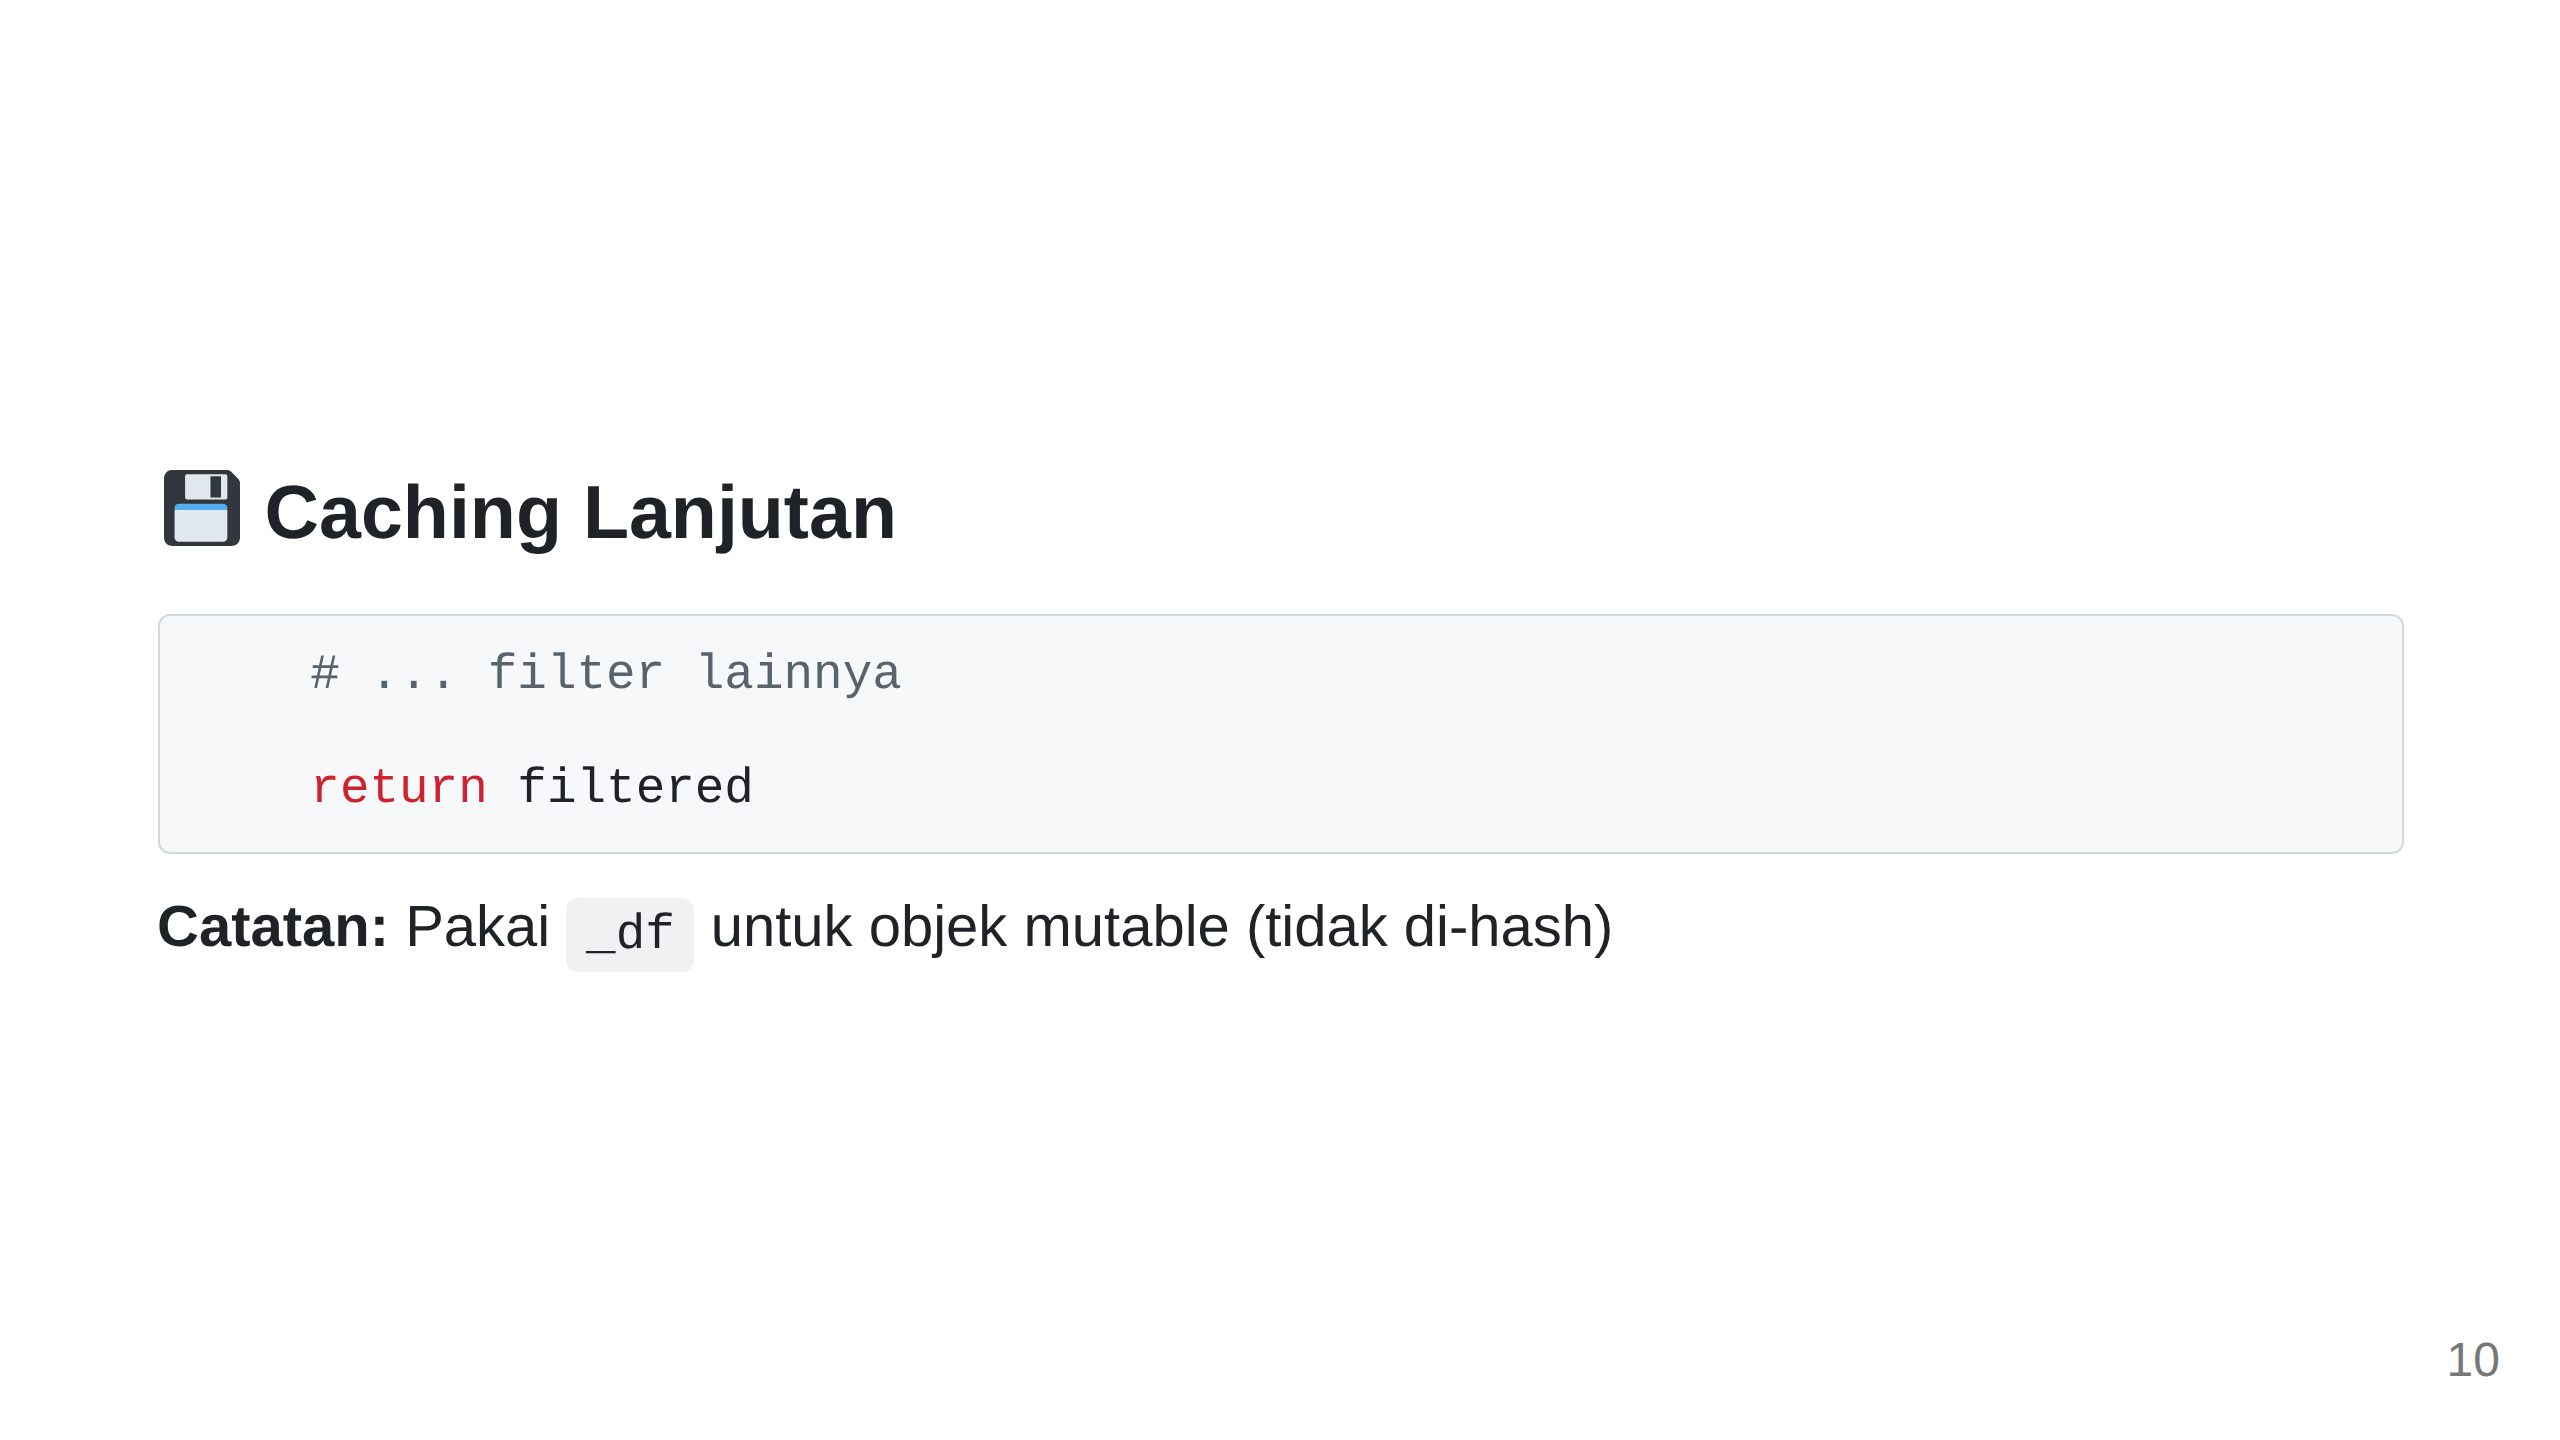 💾 Caching Lanjutan
# ... filter lainnya
return filtered
Catatan: Pakai _df untuk objek mutable (tidak di-hash)
10